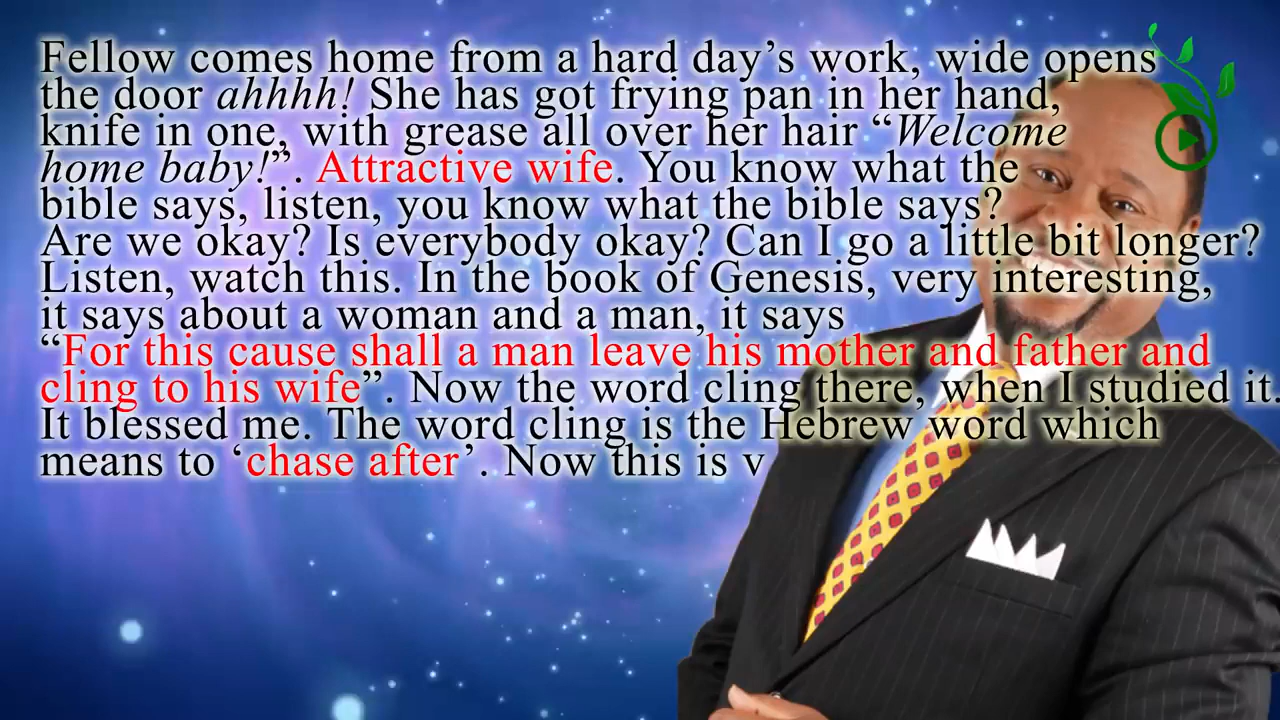 Fellow comes home from a hard day’s work, wide opens
the door ahhhh! She has got frying pan in her hand,
knife in one, with grease all over her hair “Welcome
home baby!”. Attractive wife. You know what the
bible says, listen, you know what the bible says?
Are we okay? Is everybody okay? Can I go a little bit longer?
Listen, watch this. In the book of Genesis, very interesting,
it says about a woman and a man, it says
“For this cause shall a man leave his mother and father and
cling to his wife”. Now the word cling there, when I studied it.
It blessed me. The word cling is the Hebrew word which
means to ‘chase after’. Now this is v